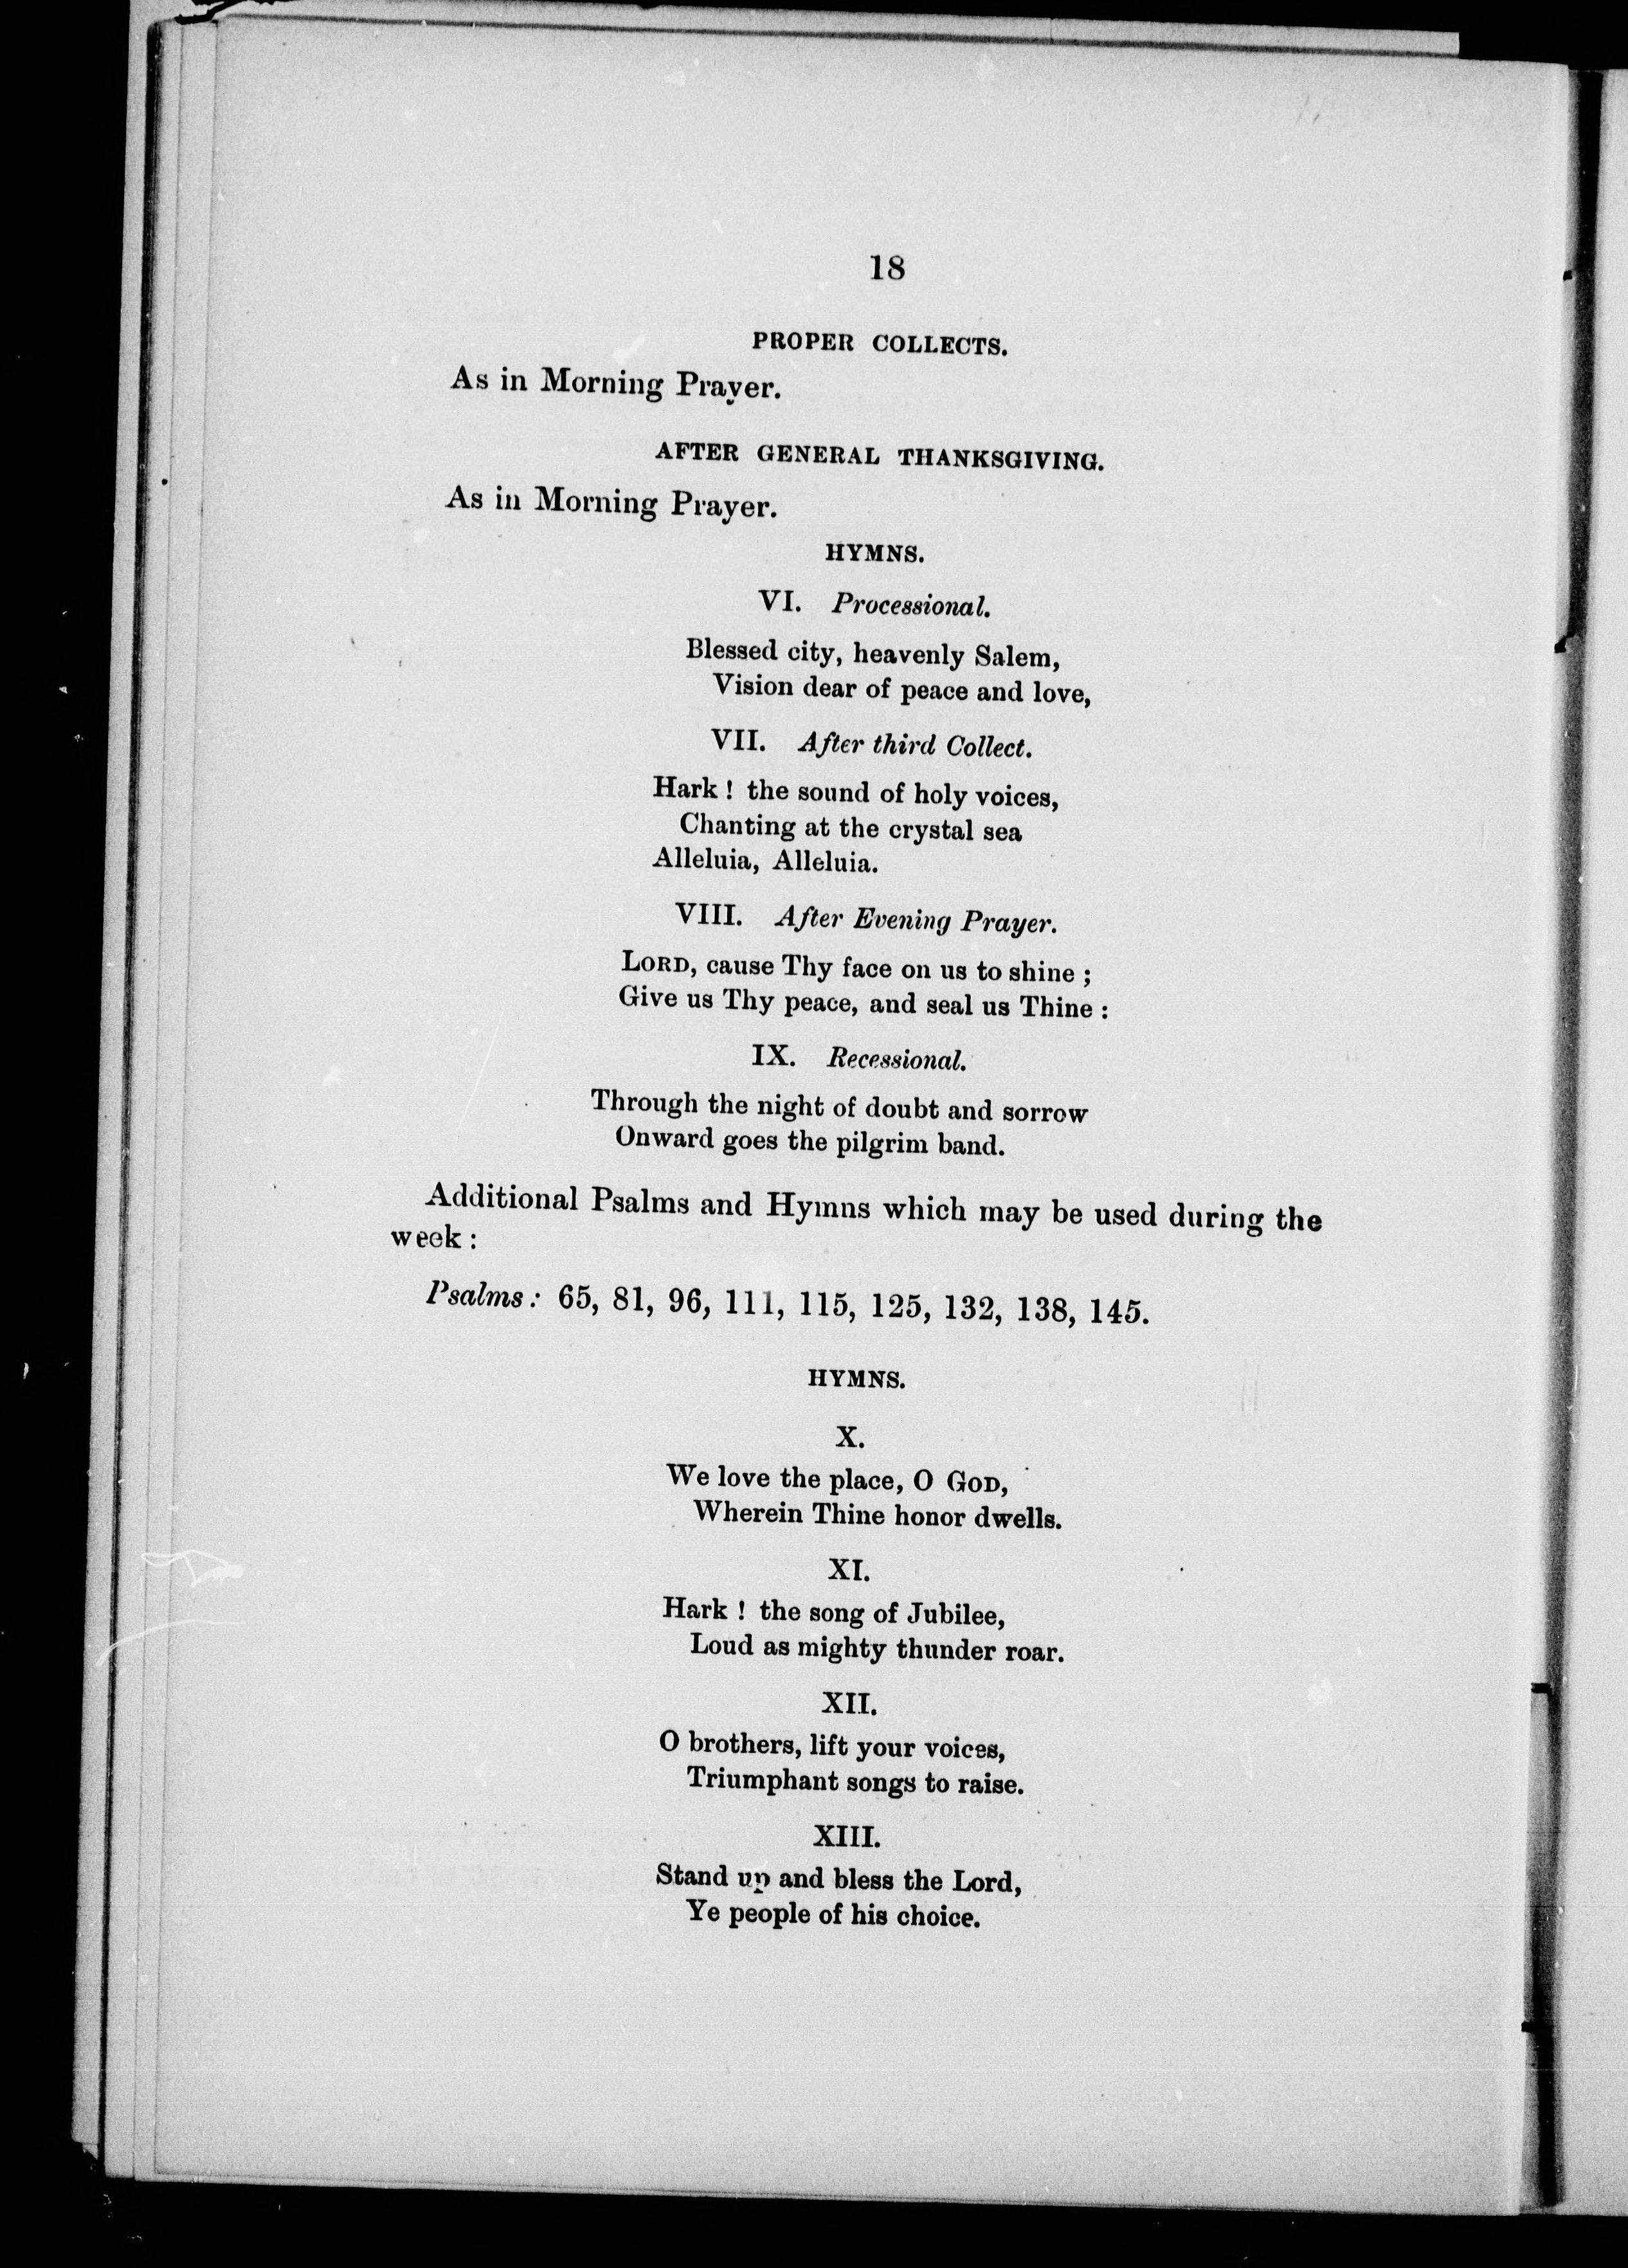 18
PROPER COLLECTS.
As in Morning Prayer.
AFTER GENERAL THANKSGIVING.
As in Morning Prayer.
HYMNS.
VI. Processional.
Blessed city, heavenly Salem,
Vision dear of peace and love,
VII. After third Collect.
Hark ! the sound of holy voices,
Chanting at the crystal sea
Alleluia, Alleluia.
VIII. After Evening Prayer.
LORD, cause Thy face on us to shine ;
Give us Thy peace, and seal us Thine :
IX. Recessional.
Through the night of doubt and sorrow
Onward goes the pilgrim band.
Additional Psalms and Hymns which may be used during the
week :
Psalms : 65, 81, 96, 111, 115, 125, 132, 138, 145.
HYMNS.
X.
We love the place, O GOD,
Wherein Thine honor dwells.
XI.
Hark ! the song of Jubilee,
Loud as mighty thunder roar.
XII.
O brothers, lift your voices,
Triumphant songs to raise.
XIII.
Stand up and bless the Lord,
Ye people of his choice.